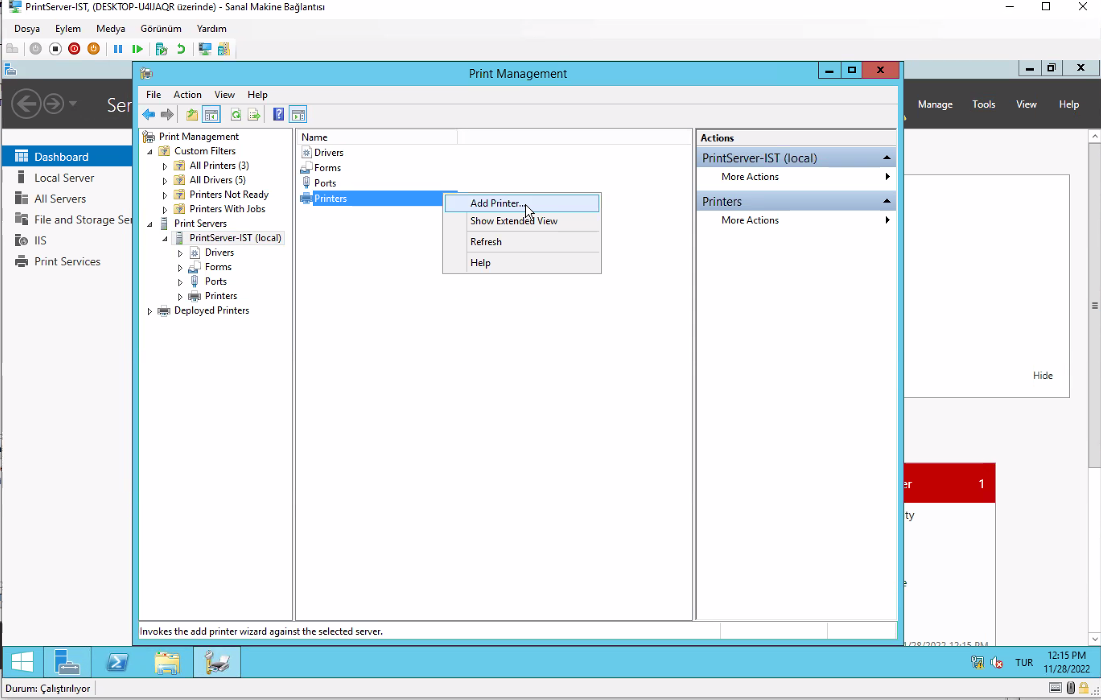 PrintServer-IST, (DESKTOP-U4IJAQR üzerinde) - Sanal Makine Bağlantısı
Dosya Eylem Medya Görünüm Yardım
Print Management
Ser
Manage Tools View Help
File Action View Help
Dashboard
Local Server
All Servers
File and Storage Ser
IIS
Print Services
Print Management
Custom Filters
All Printers (3)
All Drivers (5)
Printers Not Ready
Printers With Jobs
Print Servers
PrintServer-IST (local)
Drivers
Forms
Ports
Printers
Deployed Printers
Name
Drivers
Forms
Ports
Printers
Add Printer...
Show Extended View
Refresh
Help
Actions
PrintServer-IST (local)
More Actions
Printers
More Actions
Hide
er 1
ty
e
Invokes the add printer wizard against the selected server.
TUR
12:15 PM
11/28/2022
Durum: Çalıştırılıyor